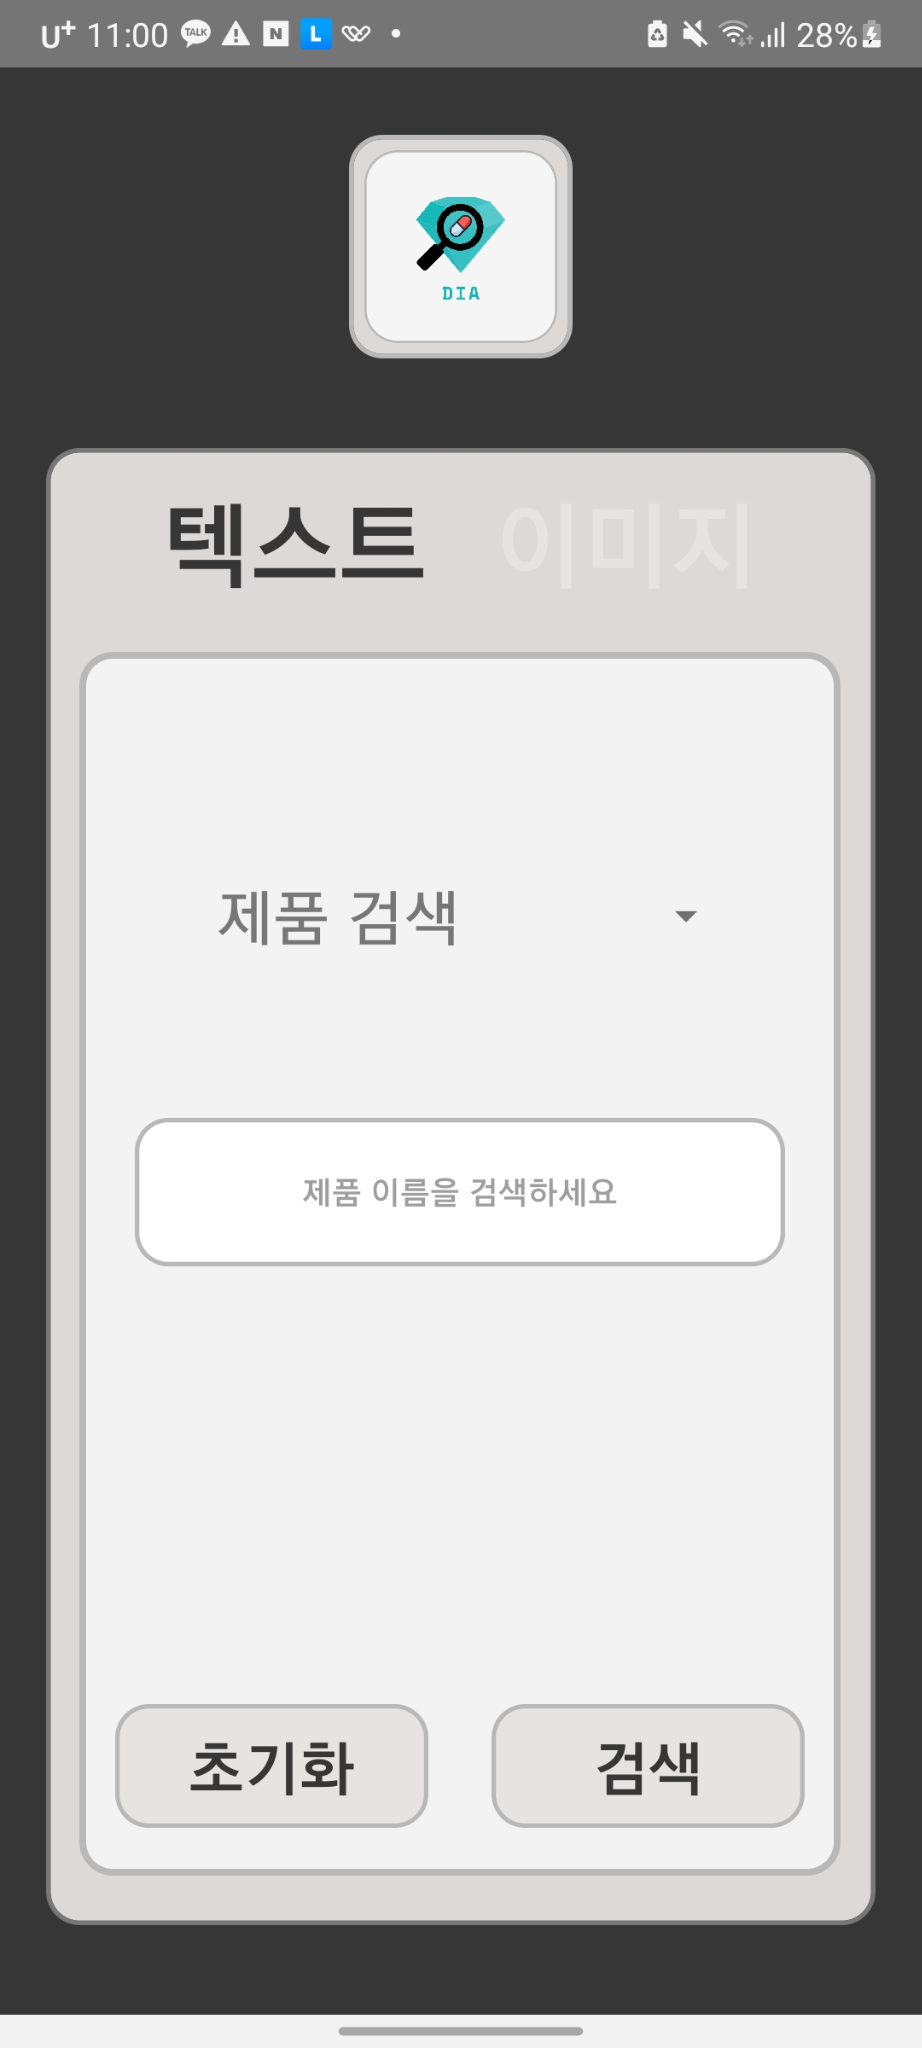 U+ 11:00 TALK N L 28%
DIA
텍스트 이미지
제품 검색
제품 이름을 검색하세요
초기화 검색